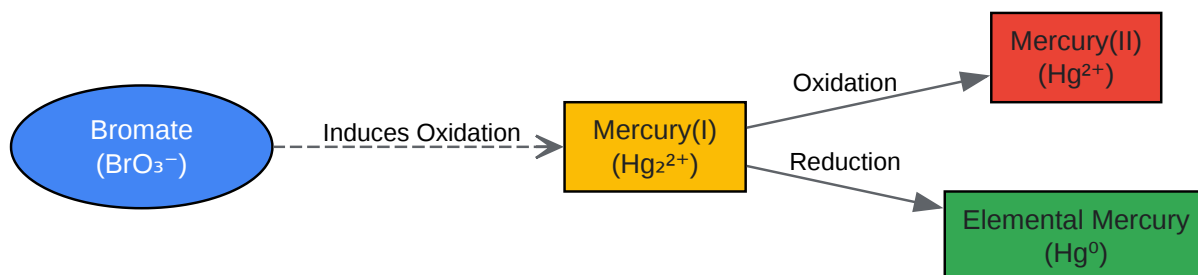 Bromate
(BrO₃⁻)
Induces Oxidation
Mercury(I)
(Hg₂²⁺)
Oxidation
Reduction
Mercury(II)
(Hg²⁺)
Elemental Mercury
(Hg⁰)